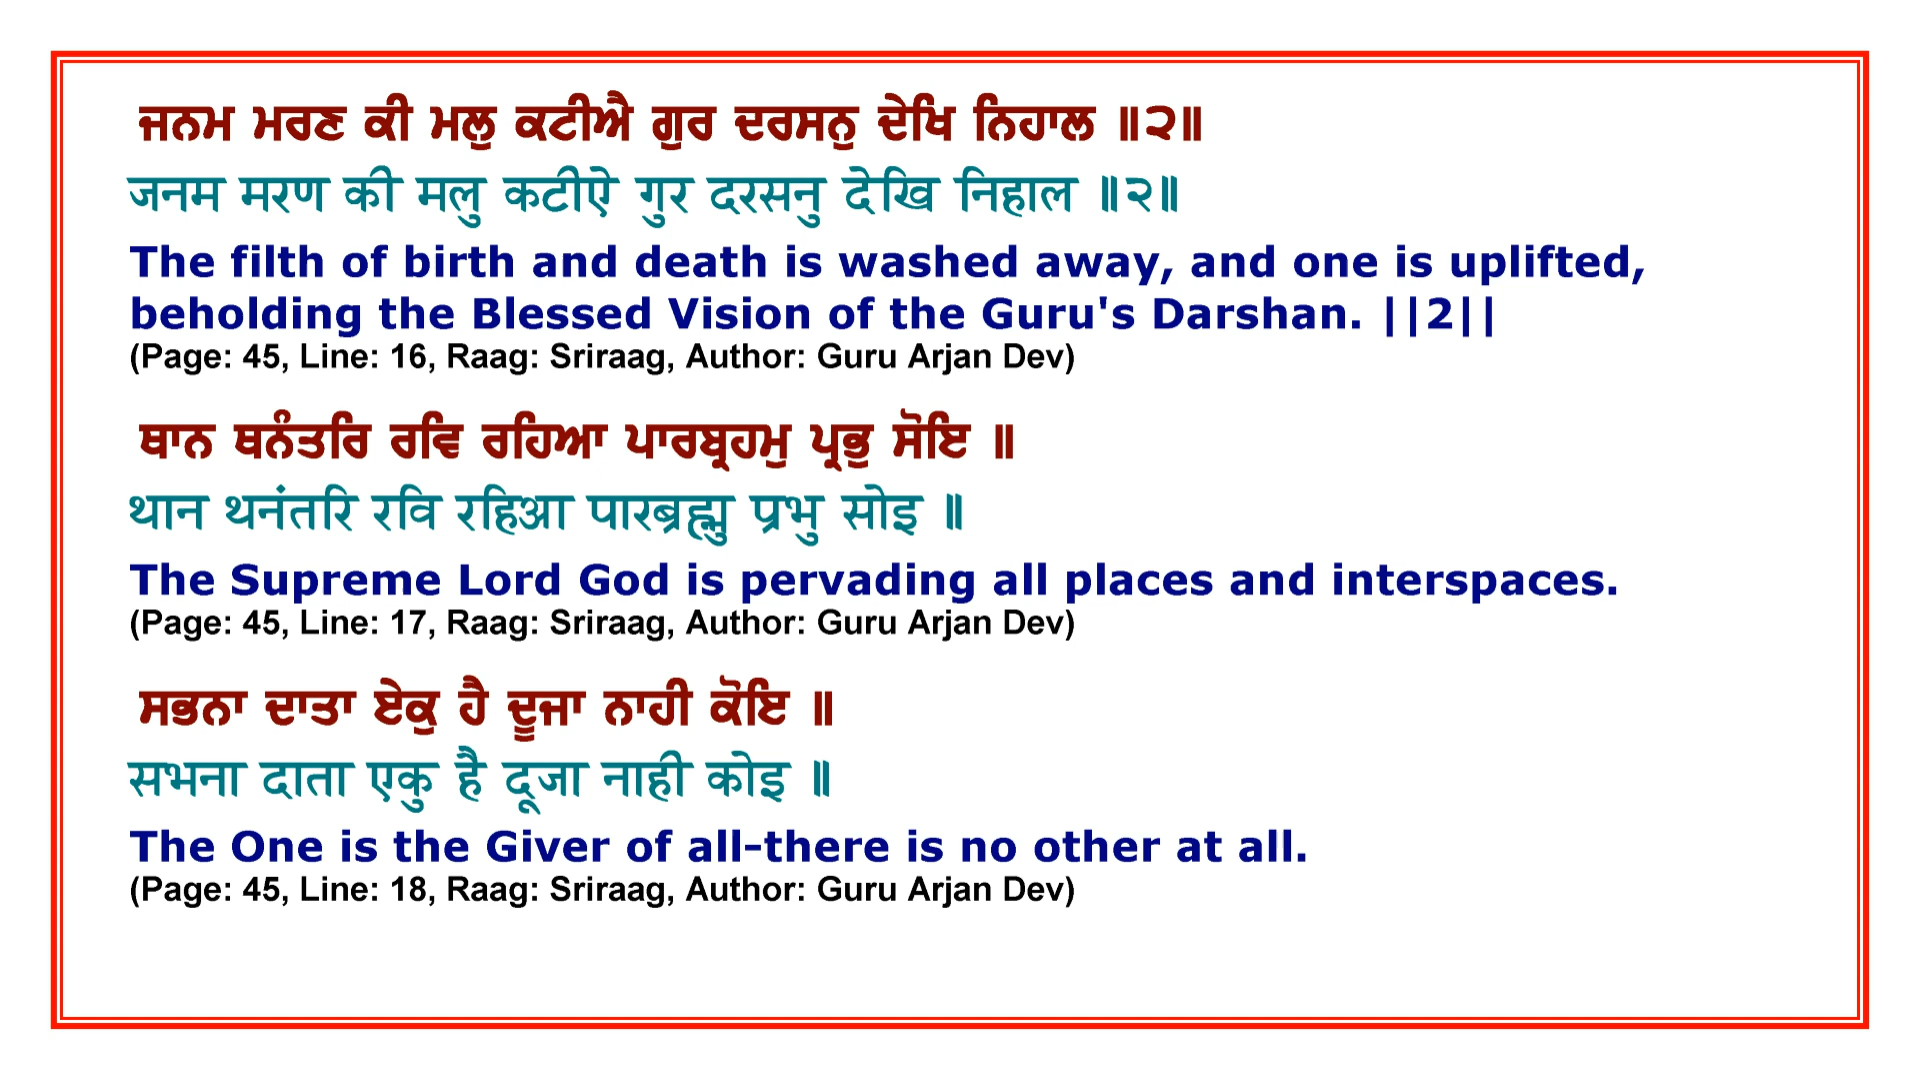 ਜਨਮ ਮਰਣ ਕੀ ਮਲੁ ਕਟੀਐ ਗੁਰ ਦਰਸਨੁ ਦੇਖਿ ਨਿਹਾਲ ॥੨॥
जनम मरण की मलु कटीऐ गुर दरसनु देखि निहाल ॥२॥
The filth of birth and death is washed away, and one is uplifted,
beholding the Blessed Vision of the Guru's Darshan. ||2||
(Page: 45, Line: 16, Raag: Sriraag, Author: Guru Arjan Dev)
ਥਾਨ ਥਨੰਤਰਿ ਰਵਿ ਰਹਿਆ ਪਾਰਬ੍ਰਹਮੁ ਪ੍ਰਭੁ ਸੋਇ ॥
थान थनंतरि रवि रहिआ पारब्रह्मु प्रभु सोइ ॥
The Supreme Lord God is pervading all places and interspaces.
(Page: 45, Line: 17, Raag: Sriraag, Author: Guru Arjan Dev)
ਸਭਨਾ ਦਾਤਾ ਏਕੁ ਹੈ ਦੂਜਾ ਨਾਹੀ ਕੋਇ ॥
सभना दाता एकु है दूजा नाही कोइ ॥
The One is the Giver of all-there is no other at all.
(Page: 45, Line: 18, Raag: Sriraag, Author: Guru Arjan Dev)